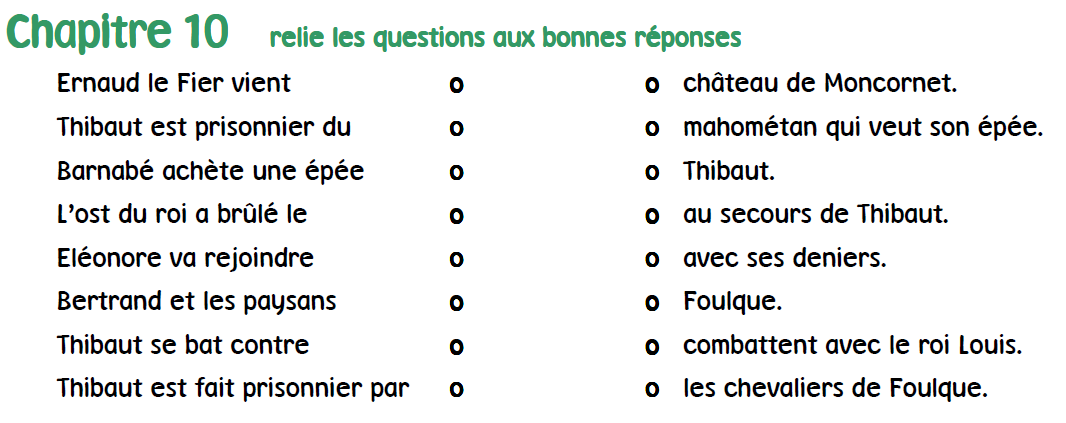 Chapitre 10 relie les questions aux bonnes réponses
Ernaud le Fier vient o o château de Moncornet.
Thibaut est prisonnier du o o mahométan qui veut son épée.
Barnabé achète une épée o o Thibaut.
L'ost du roi a brûlé le o o au secours de Thibaut.
Eléonore va rejoindre o o avec ses deniers.
Bertrand et les paysans o o Foulque.
Thibaut se bat contre o o combattent avec le roi Louis.
Thibaut est fait prisonnier par o o les chevaliers de Foulque.